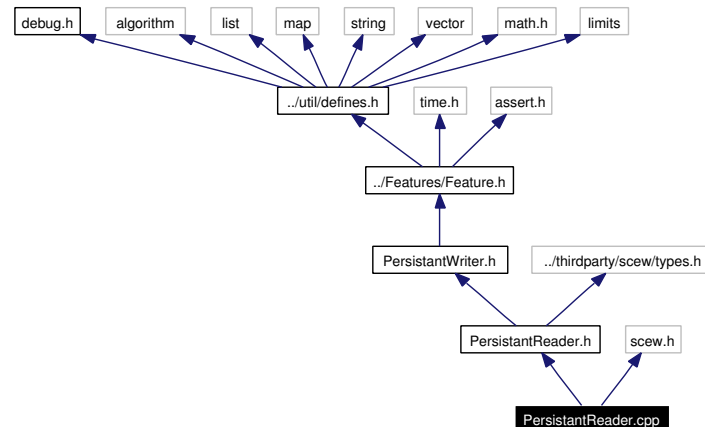 debug.h
algorithm
list
map
string
vector
math.h
limits
../util/defines.h
time.h
assert.h
../Features/Feature.h
PersistantWriter.h
../thirdparty/scew/types.h
PersistantReader.h
scew.h
PersistantReader.cpp